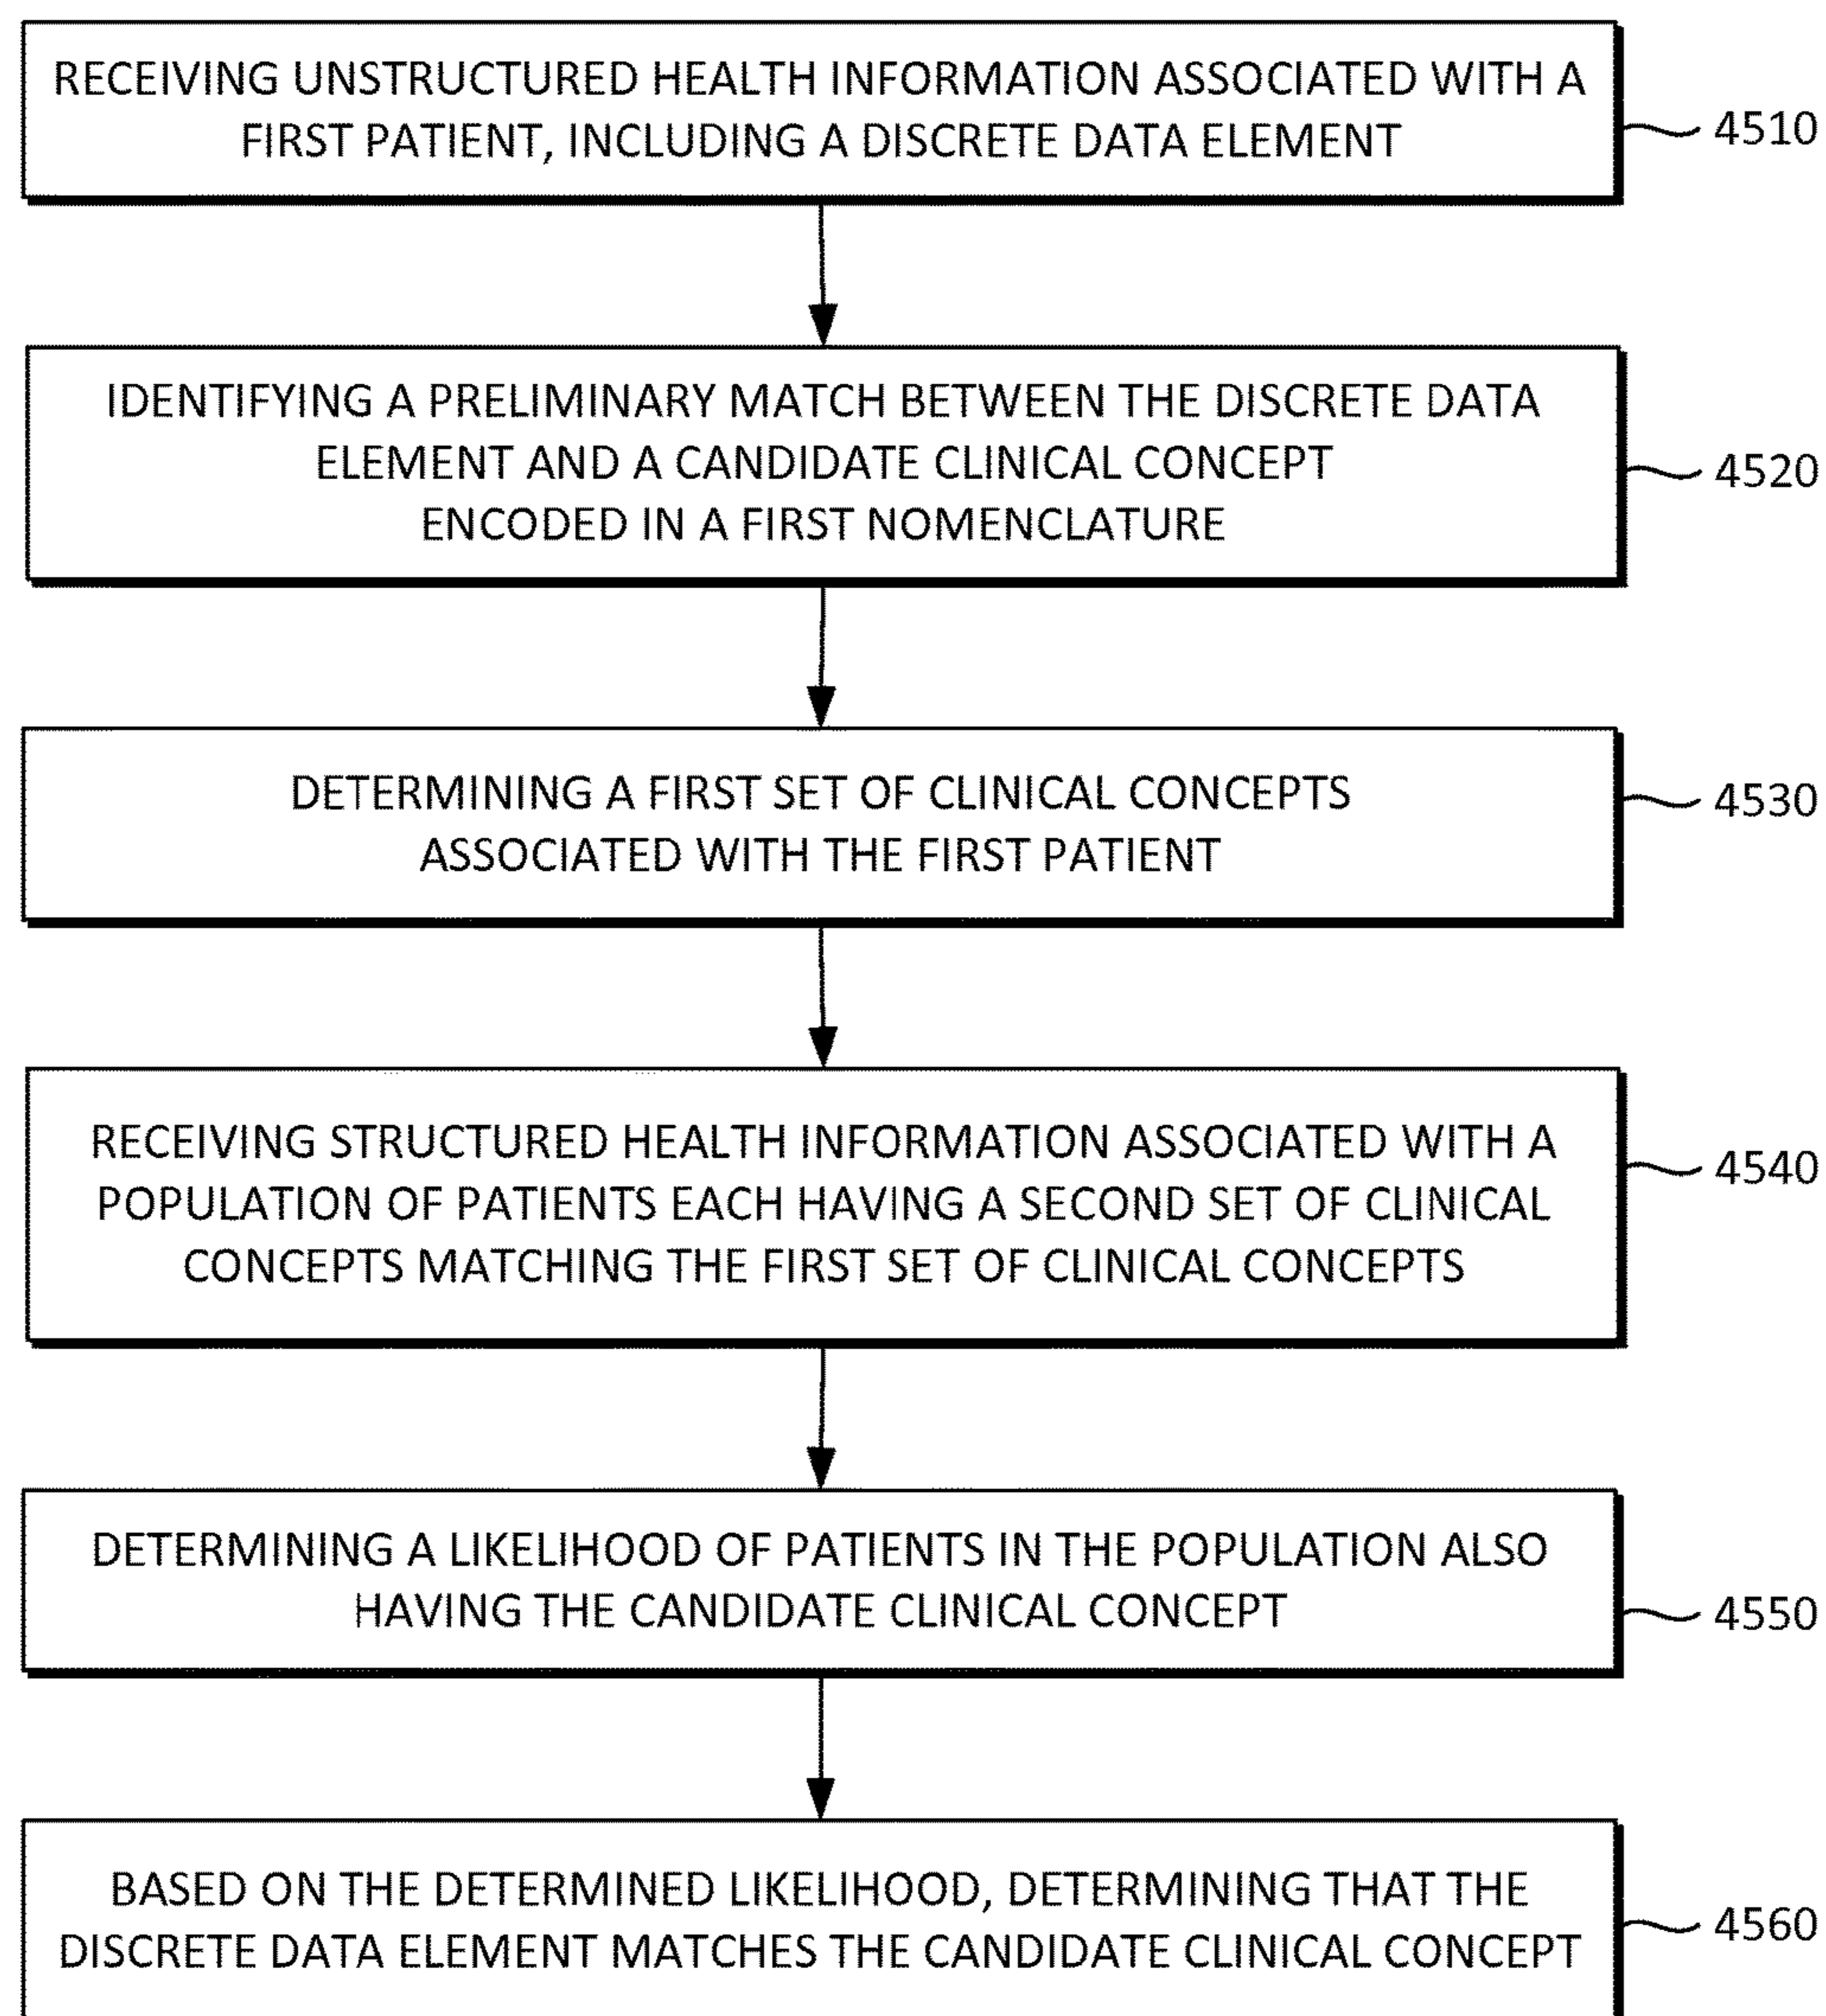 RECEIVING UNSTRUCTURED HEALTH INFORMATION ASSOCIATED WITH A
FIRST PATIENT, INCLUDING A DISCRETE DATA ELEMENT
4510
IDENTIFYING A PRELIMINARY MATCH BETWEEN THE DISCRETE DATA
ELEMENT AND A CANDIDATE CLINICAL CONCEPT
ENCODED IN A FIRST NOMENCLATURE
4520
DETERMINING A FIRST SET OF CLINICAL CONCEPTS
ASSOCIATED WITH THE FIRST PATIENT
4530
RECEIVING STRUCTURED HEALTH INFORMATION ASSOCIATED WITH A
POPULATION OF PATIENTS EACH HAVING A SECOND SET OF CLINICAL
CONCEPTS MATCHING THE FIRST SET OF CLINICAL CONCEPTS
4540
DETERMINING A LIKELIHOOD OF PATIENTS IN THE POPULATION ALSO
HAVING THE CANDIDATE CLINICAL CONCEPT
4550
BASED ON THE DETERMINED LIKELIHOOD, DETERMINING THAT THE
DISCRETE DATA ELEMENT MATCHES THE CANDIDATE CLINICAL CONCEPT
4560